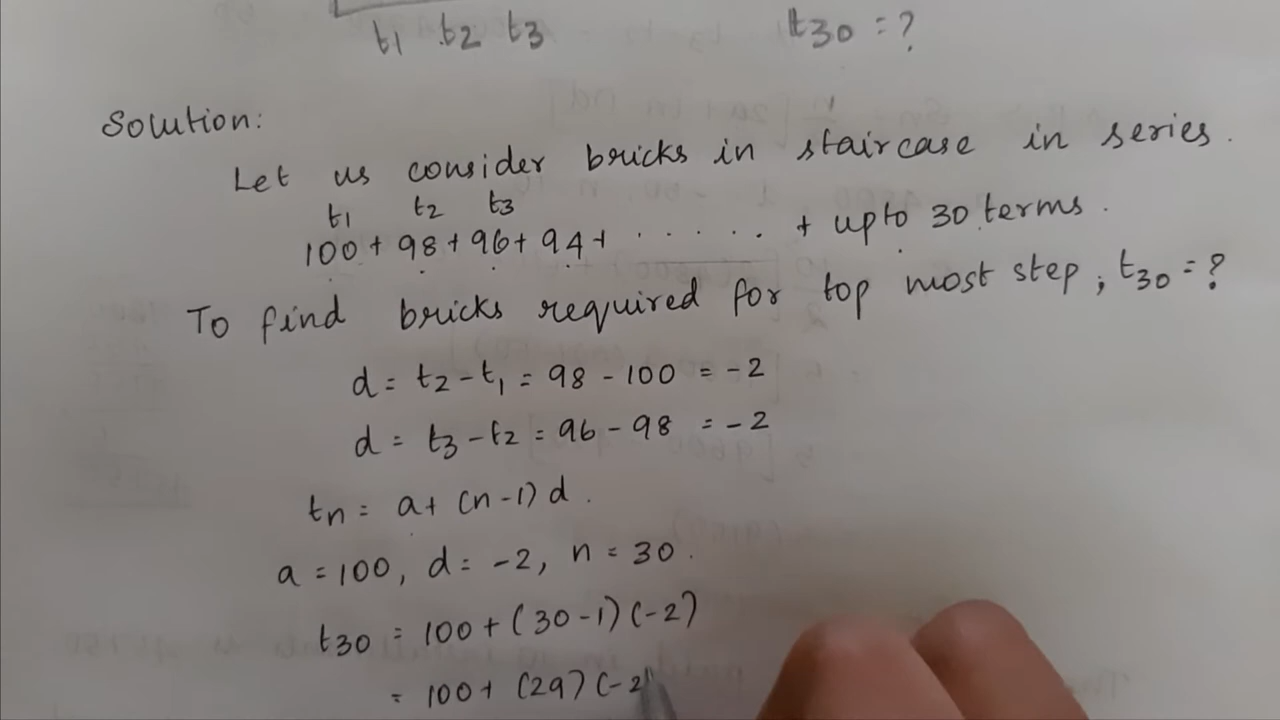 t1 t2 t3 t30 = ?
Solution:
Let us consider bricks in staircase in series.
t1 t2 t3
100 + 98 + 96 + 94 + . . . . . + upto 30 terms.
To find bricks required for top most step ; t30 = ?
d = t2 - t1 = 98 - 100 = -2
d = t3 - t2 = 96 - 98 = -2
tn = a + (n - 1) d.
a = 100, d = -2, n = 30.
t30 = 100 + (30 - 1) (-2)
= 100 + (29) (-2